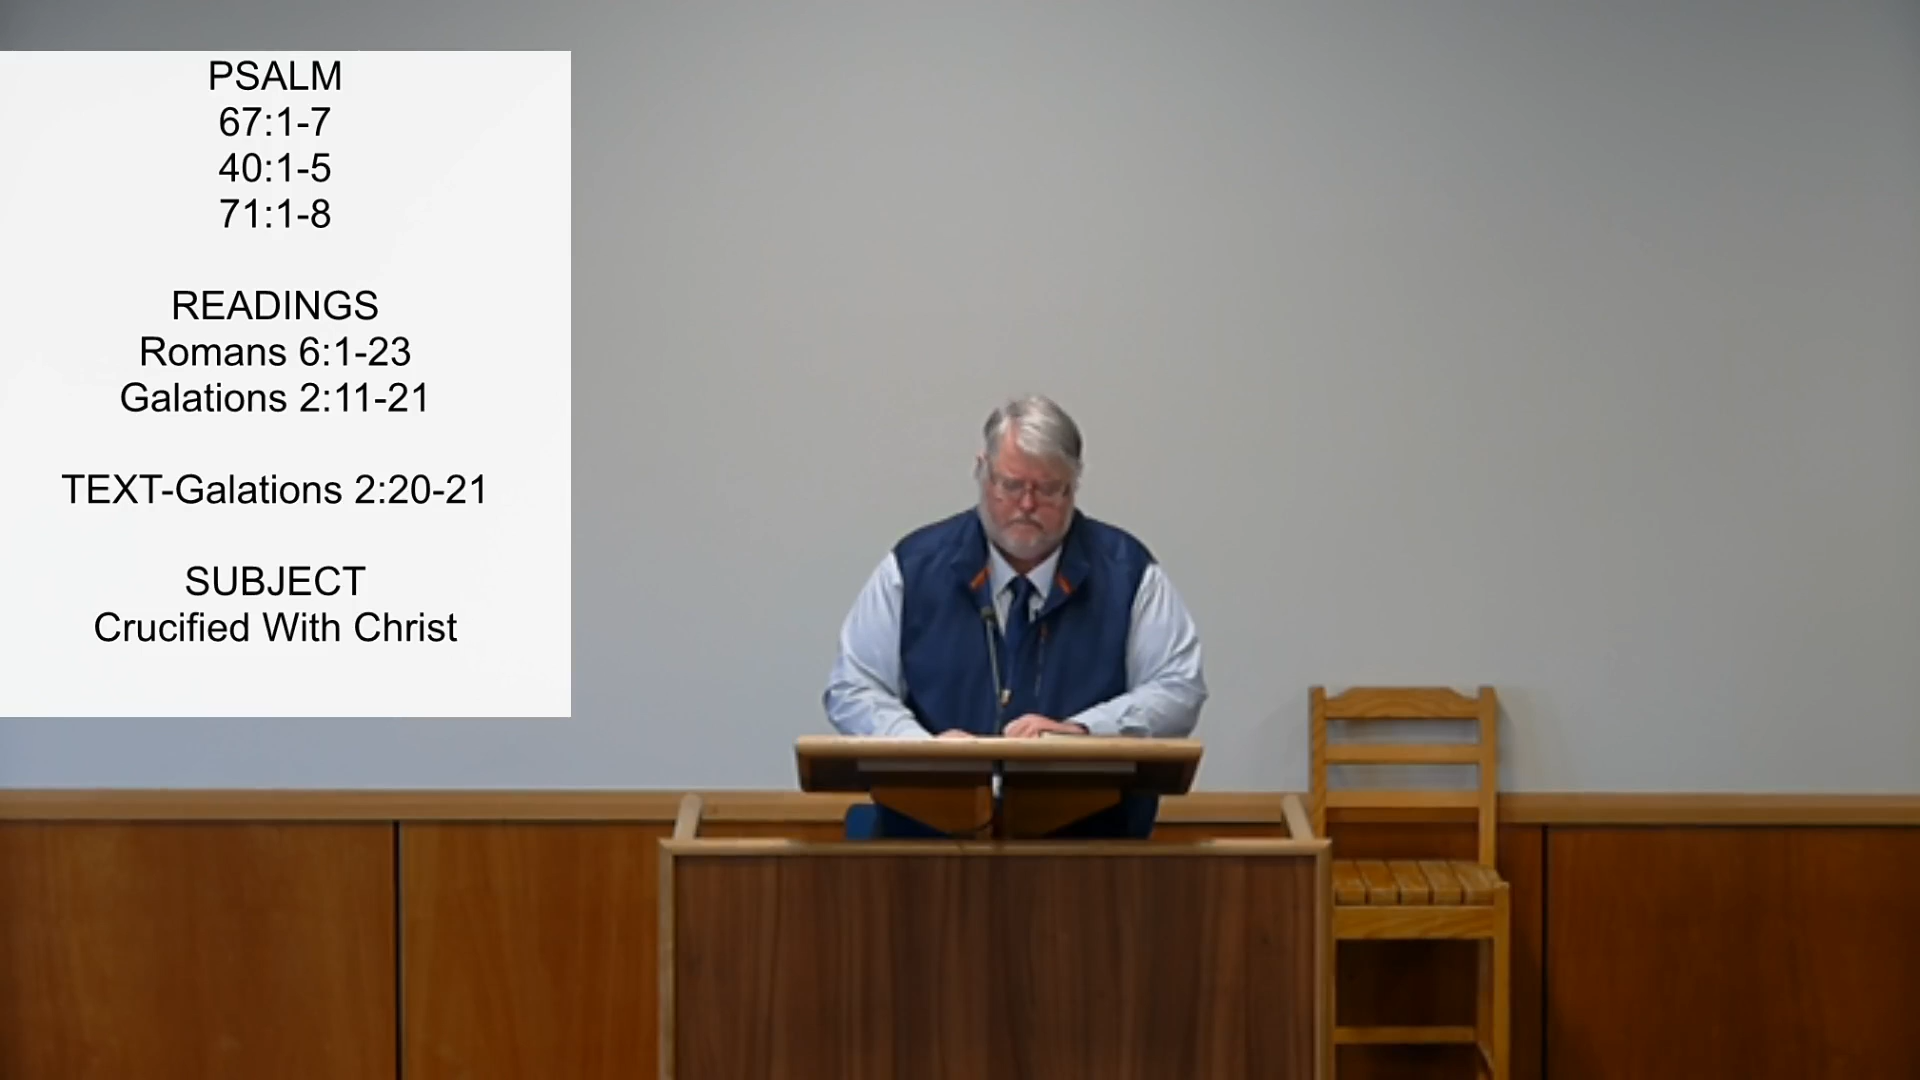 PSALM
67:1-7
40:1-5
71:1-8
READINGS
Romans 6:1-23
Galations 2:11-21
TEXT-Galations 2:20-21
SUBJECT
Crucified With Christ